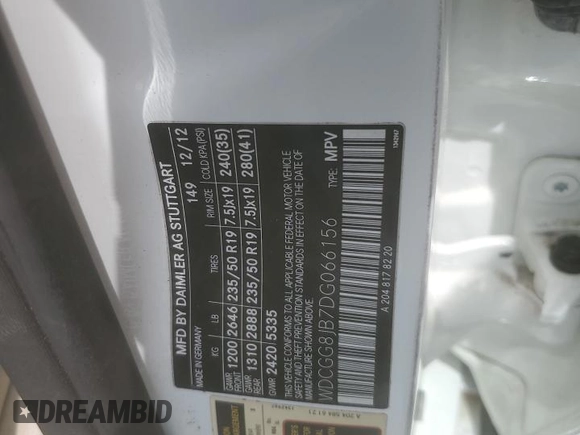 MFD BY DAIMLER AG STUTTGART
MADE IN GERMANY 149 12/12
KG LB TIRES RIM SIZE COLD KPA(PSI)
GAWR FRONT 1200 2646 235/50 R19 7.5Jx19 240(35)
GAWR REAR 1310 2888 235/50 R19 7.5Jx19 280(41)
GVWR 2420 5335
THIS VEHICLE CONFORMS TO ALL APPLICABLE FEDERAL MOTOR VEHICLE
SAFETY AND THEFT PREVENTION STANDARDS IN EFFECT ON THE DATE OF
MANUFACTURE SHOWN ABOVE.
WDCGG8JB7DG066156 TYPE: MPV
A 204 817 82 20
RIDESAFELY